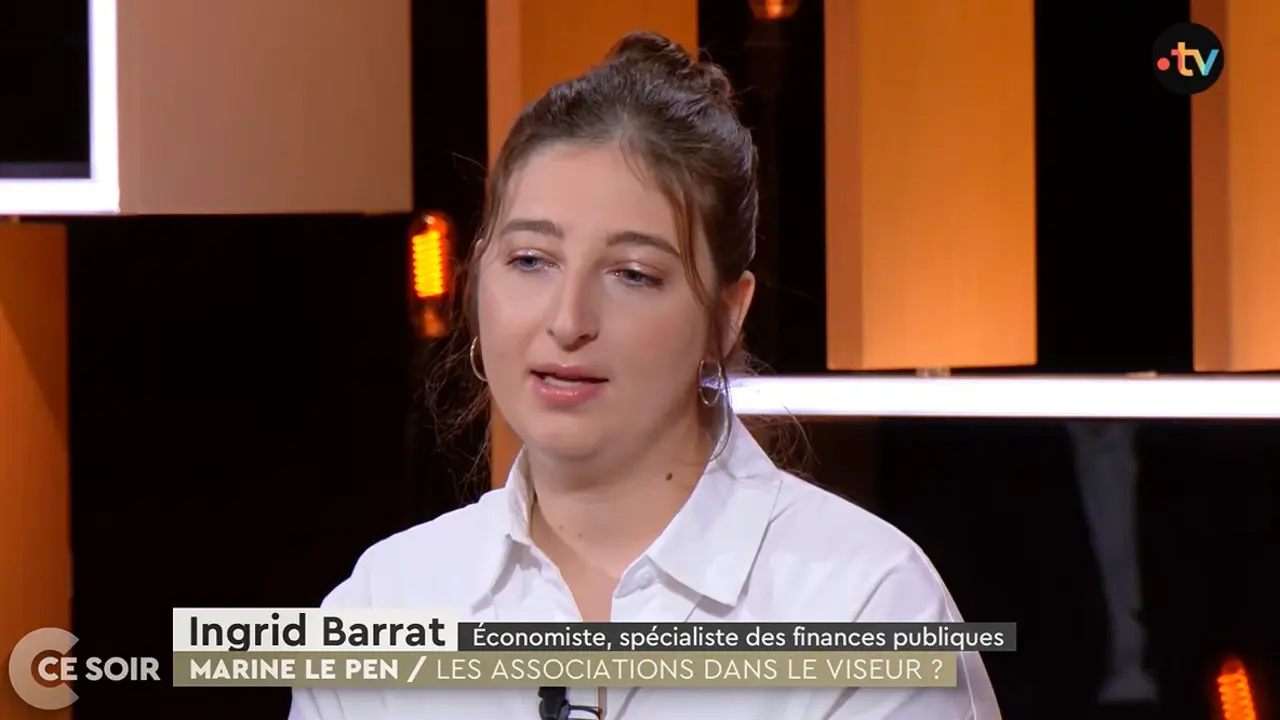 tv
Ingrid Barrat
Économiste, spécialiste des finances publiques
CE SOIR
MARINE LE PEN / LES ASSOCIATIONS DANS LE VISEUR ?